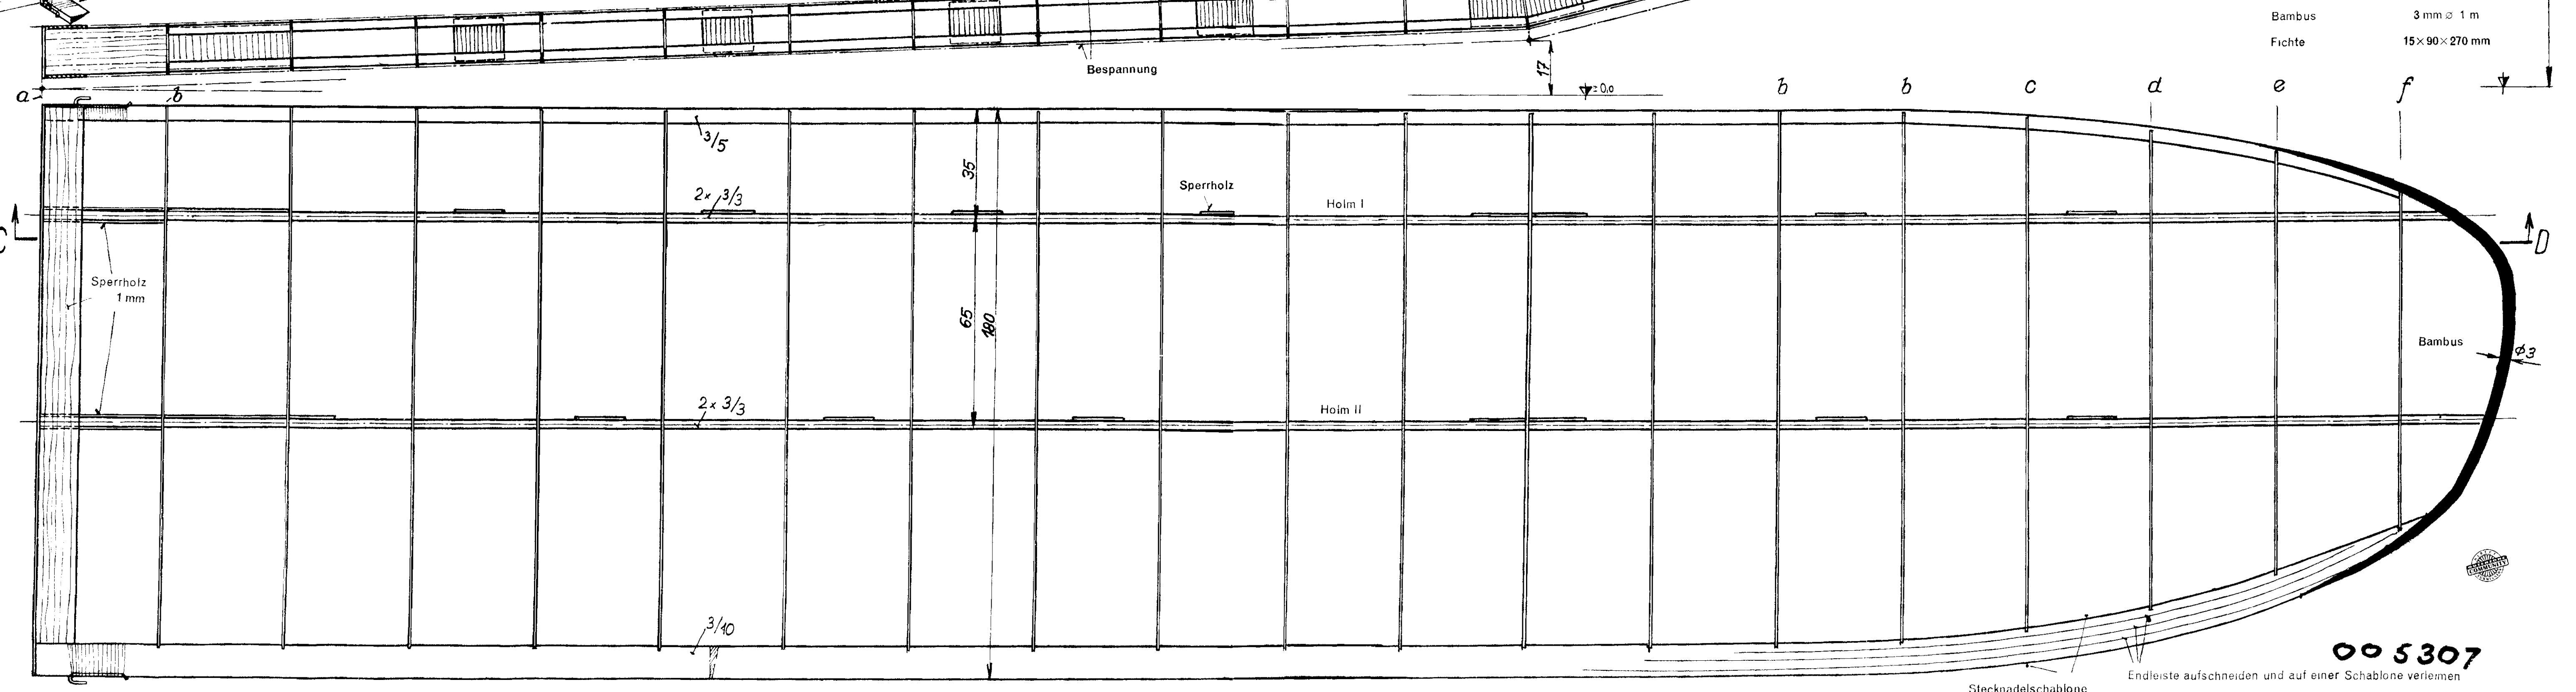 Bambus 3 mm ⌀ 1 m
Fichte 15×90×270 mm
Bespannung
17
a b = 0,0 b b c d e f
3/5
35
2× 3/3
Sperrholz
Holm I
D
Sperrholz
1 mm
65
180
Bambus
⌀3
2× 3/3
Holm II
COMMUNITY
3/10
005307
Endleiste aufschneiden und auf einer Schablone verleimen
Stecknadelschablone